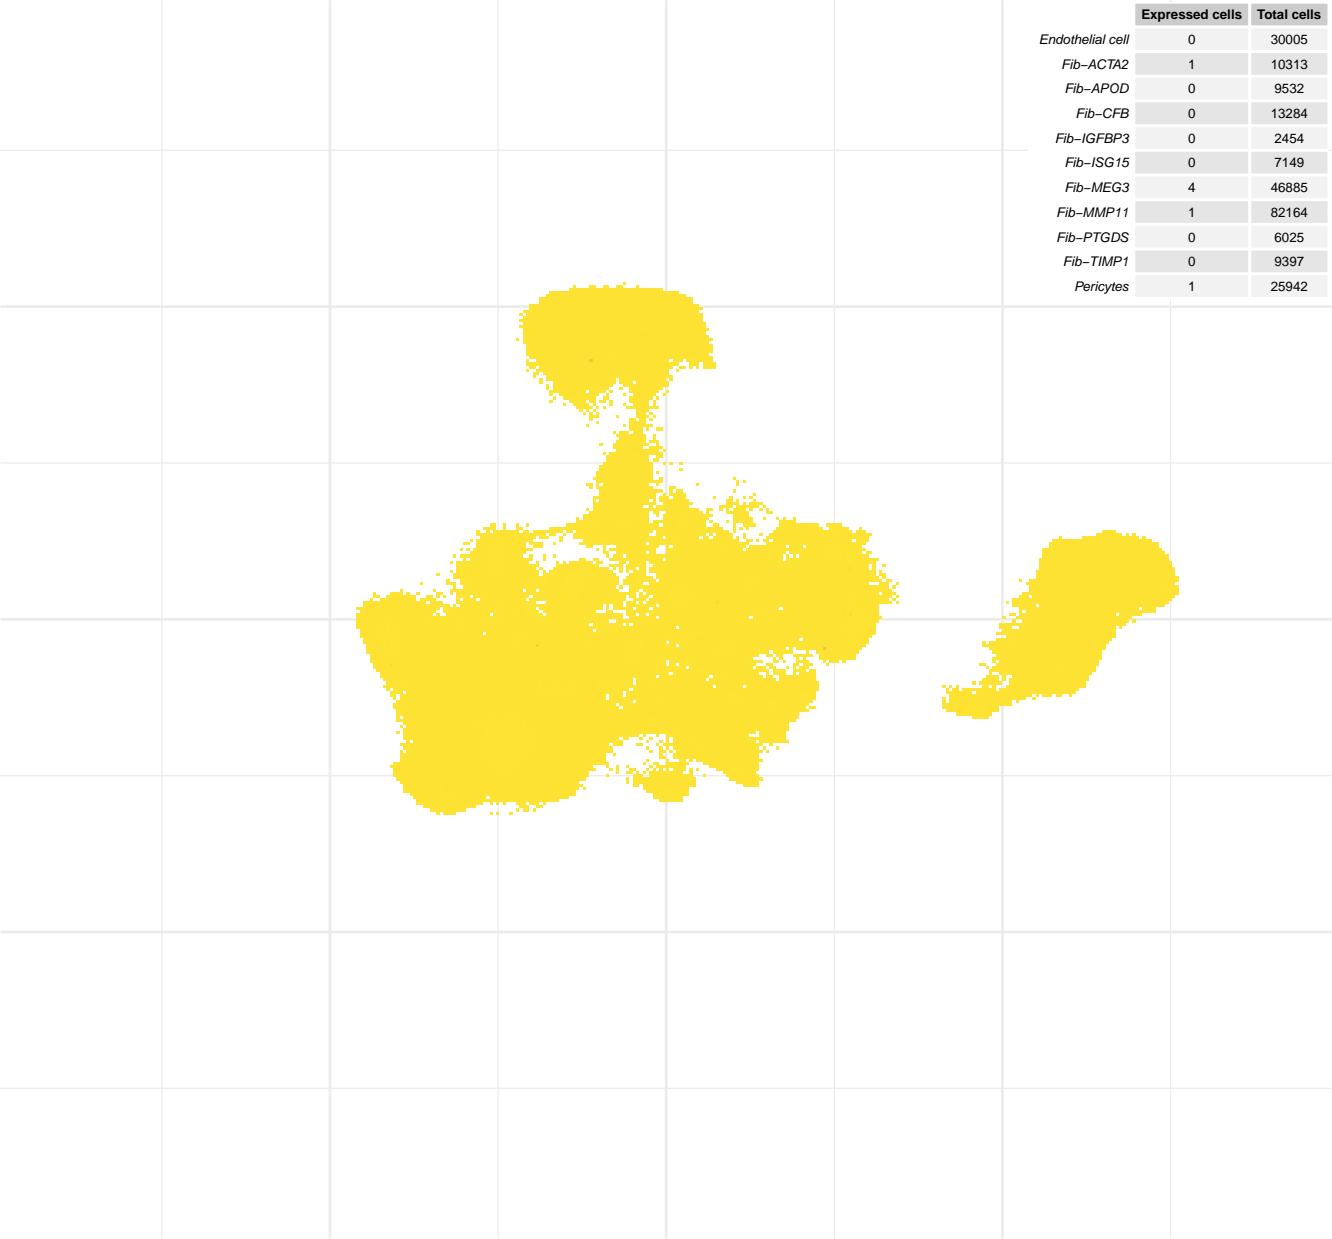 Expressed cells Total cells
Endothelial cell 0 30005
Fib−ACTA2 1 10313
Fib−APOD 0 9532
Fib−CFB 0 13284
Fib−IGFBP3 0 2454
Fib−ISG15 0 7149
Fib−MEG3 4 46885
Fib−MMP11 1 82164
Fib−PTGDS 0 6025
Fib−TIMP1 0 9397
Pericytes 1 25942